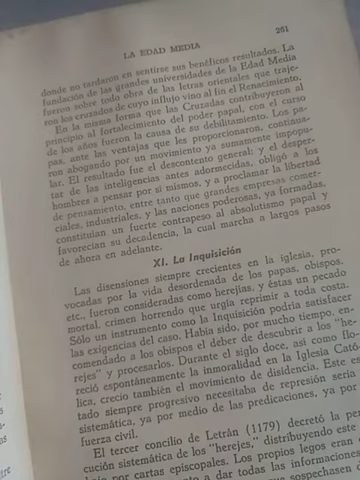 LA EDAD MEDIA 261
donde no tardaron en sentirse sus benéficos resultados. La
fundación de las grandes universidades de la Edad Media
fueron sobre todo obra de las letras orientales que traje-
ron los cruzados de cuyo influjo vino al fin el Renacimiento,
En la misma forma que las Cruzadas contribuyeron al
principio al fortalecimiento del poder papal, con el curso
de los años fueron la causa de su debilitamiento. Los pa-
pas, ante las ventajas que les proporcionaron, continua-
ron abogando por un movimiento ya sumamente impopu-
lar. El resultado fue el descontento general; y el desper-
tar de las inteligencias antes adormecidas, obligó a los
hombres a pensar por sí mismos, y a proclamar la libertad
de pensamiento, entre tanto que grandes empresas comer-
ciales, industriales, y las naciones poderosas, ya formadas,
constituían un fuerte contrapeso al absolutismo papal y
favorecían su decadencia, la cual marcha a largos pasos
de ahora en adelante.
XI. La Inquisición
Las disensiones siempre crecientes en la iglesia, pro-
vocadas por la vida desordenada de los papas, obispos,
etc., fueron consideradas como herejías, y éstas un pecado
mortal, crimen horrendo que urgía reprimir a toda costa.
Sólo un instrumento como la Inquisición podría satisfacer
las exigencias del caso. Había sido, por mucho tiempo, en-
comendado a los obispos el deber de descubrir a los "he-
rejes" y procesarlos. Durante el siglo doce, así como flo-
reció espontáneamente la inmoralidad en la Iglesia Cató-
lica, creció también el movimiento de disidencia. Este es-
tado siempre progresivo necesitaba de represión seria
sistemática, ya por medio de las predicaciones, ya por
fuerza civil.
El tercer concilio de Letrán (1179) decretó la pe
cución sistemática de los "herejes," distribuyendo este
bajo por cartas episcopales. Los propios legos eran
a dar todas las informaciones
que sospechasen